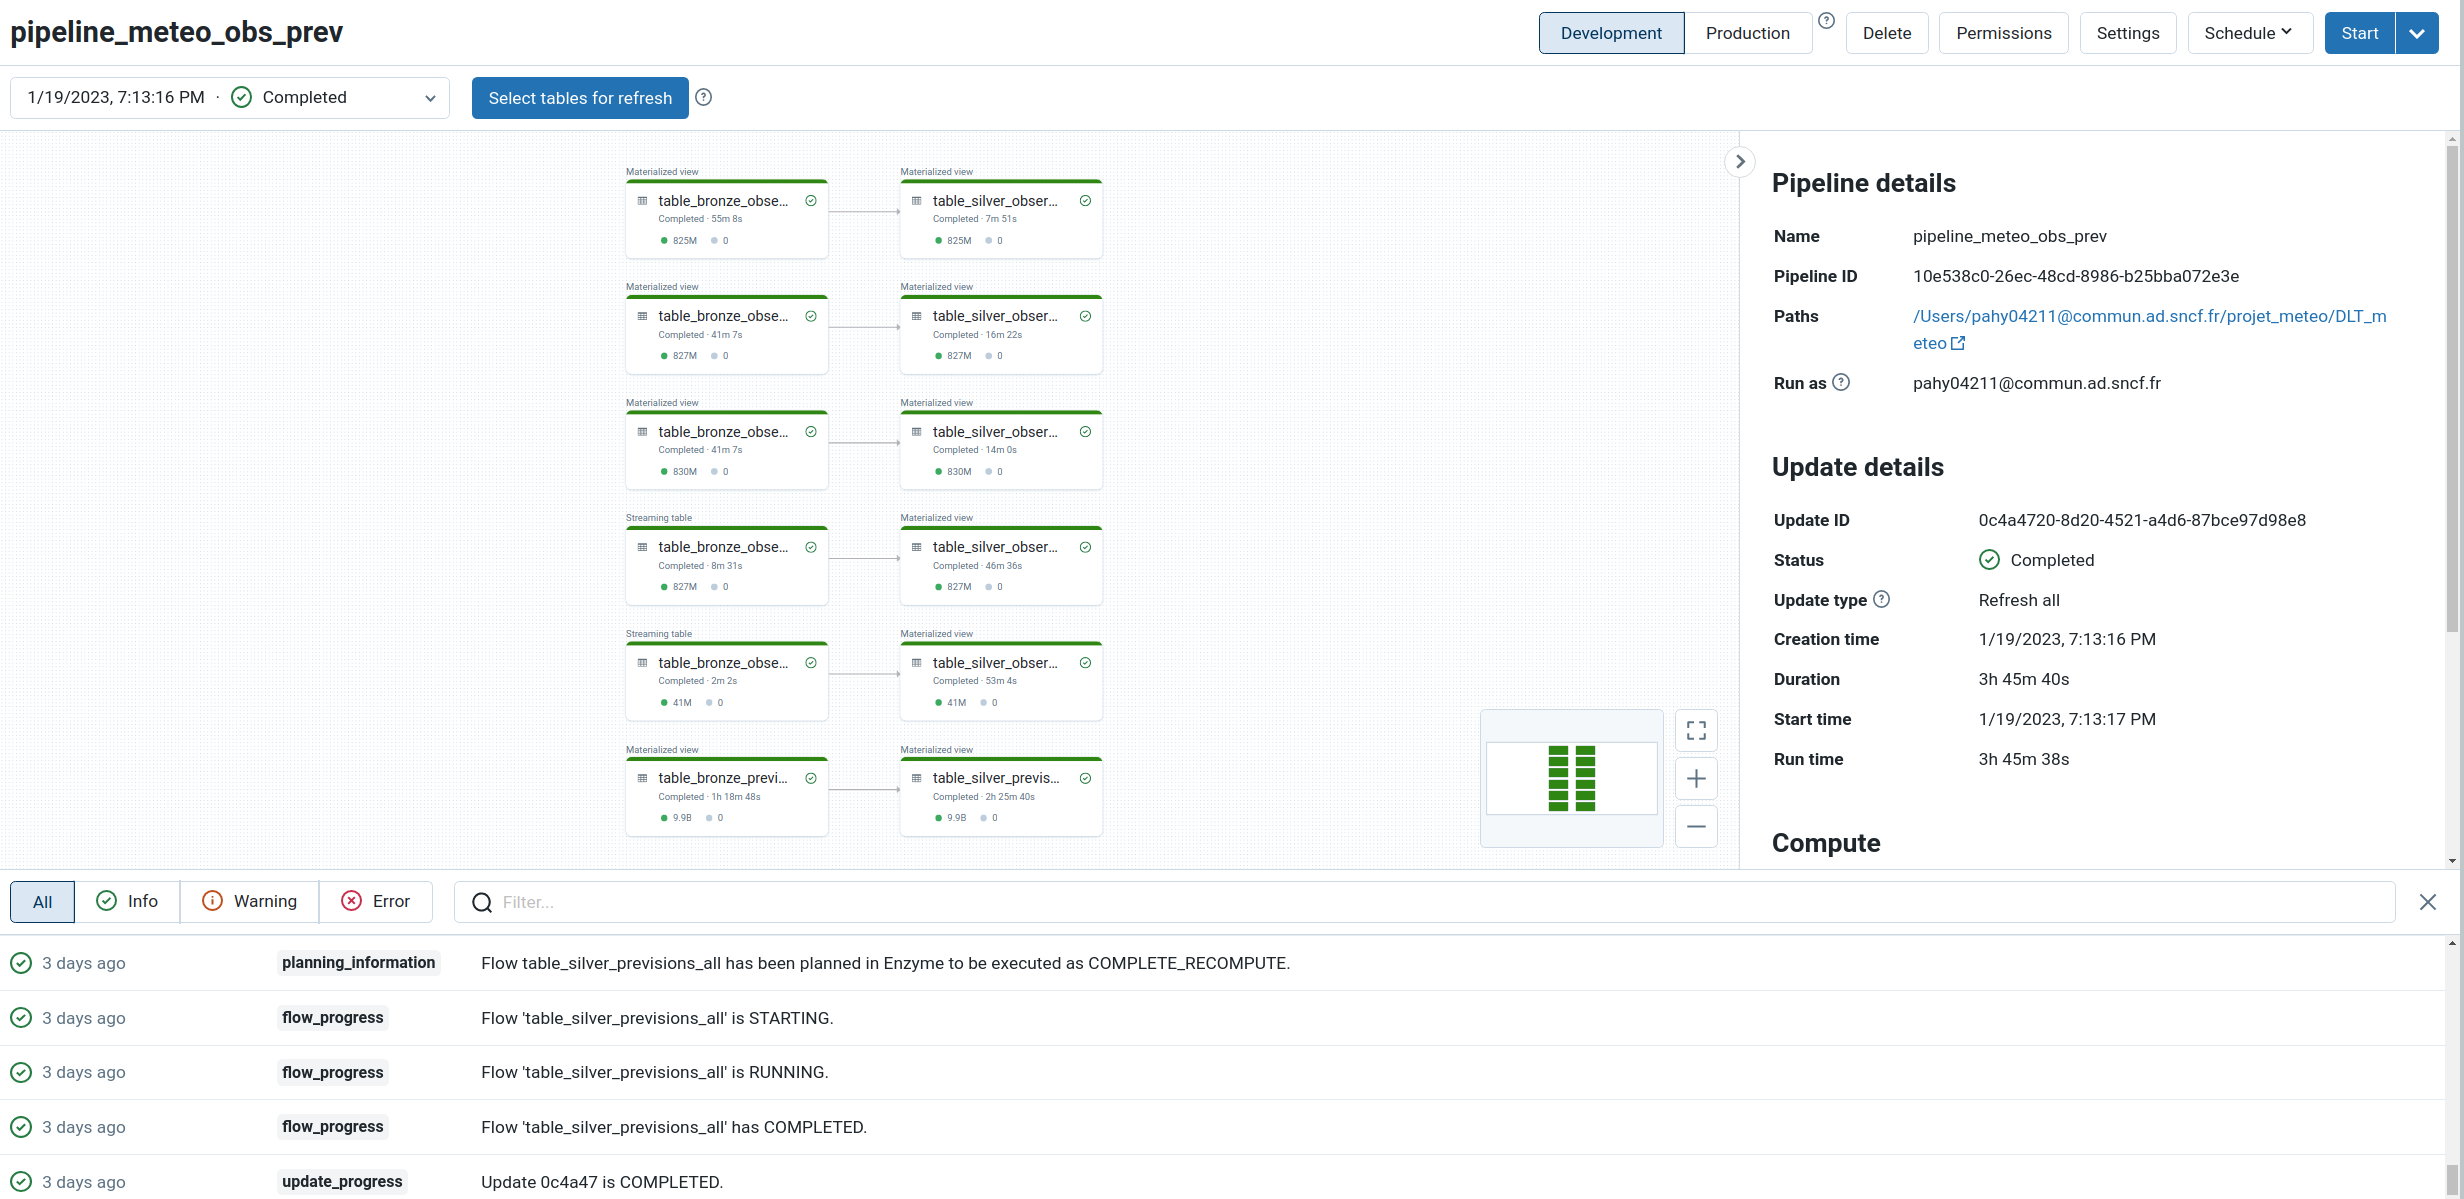 pipeline_meteo_obs_prev
Development Production Delete Permissions Settings Schedule Start
1/19/2023, 7:13:16 PM · Completed Select tables for refresh
Materialized view Materialized view
table_bronze_obse... table_silver_obser...
Completed · 55m 8s Completed · 7m 51s
825M 0 825M 0
Materialized view Materialized view
table_bronze_obse... table_silver_obser...
Completed · 41m 7s Completed · 16m 22s
827M 0 827M 0
Materialized view Materialized view
table_bronze_obse... table_silver_obser...
Completed · 41m 7s Completed · 14m 0s
830M 0 830M 0
Streaming table Materialized view
table_bronze_obse... table_silver_obser...
Completed · 8m 31s Completed · 46m 36s
827M 0 827M 0
Streaming table Materialized view
table_bronze_obse... table_silver_obser...
Completed · 2m 2s Completed · 53m 4s
41M 0 41M 0
Materialized view Materialized view
table_bronze_previ... table_silver_previs...
Completed · 1h 18m 48s Completed · 2h 25m 40s
9.9B 0 9.9B 0
Pipeline details
Name pipeline_meteo_obs_prev
Pipeline ID 10e538c0-26ec-48cd-8986-b25bba072e3e
Paths /Users/pahy04211@commun.ad.sncf.fr/projet_meteo/DLT_m
eteo
Run as pahy04211@commun.ad.sncf.fr
Update details
Update ID 0c4a4720-8d20-4521-a4d6-87bce97d98e8
Status Completed
Update type Refresh all
Creation time 1/19/2023, 7:13:16 PM
Duration 3h 45m 40s
Start time 1/19/2023, 7:13:17 PM
Run time 3h 45m 38s
Compute
All Info Warning Error Filter...
3 days ago planning_information Flow table_silver_previsions_all has been planned in Enzyme to be executed as COMPLETE_RECOMPUTE.
3 days ago flow_progress Flow 'table_silver_previsions_all' is STARTING.
3 days ago flow_progress Flow 'table_silver_previsions_all' is RUNNING.
3 days ago flow_progress Flow 'table_silver_previsions_all' has COMPLETED.
3 days ago update_progress Update 0c4a47 is COMPLETED.